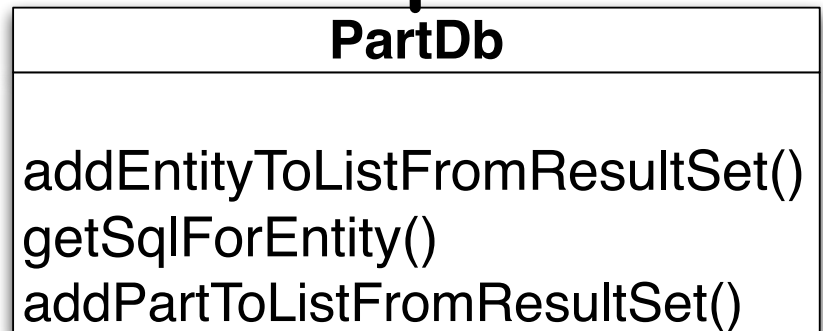 PartDb
addEntityToListFromResultSet()
getSqlForEntity()
addPartToListFromResultSet()